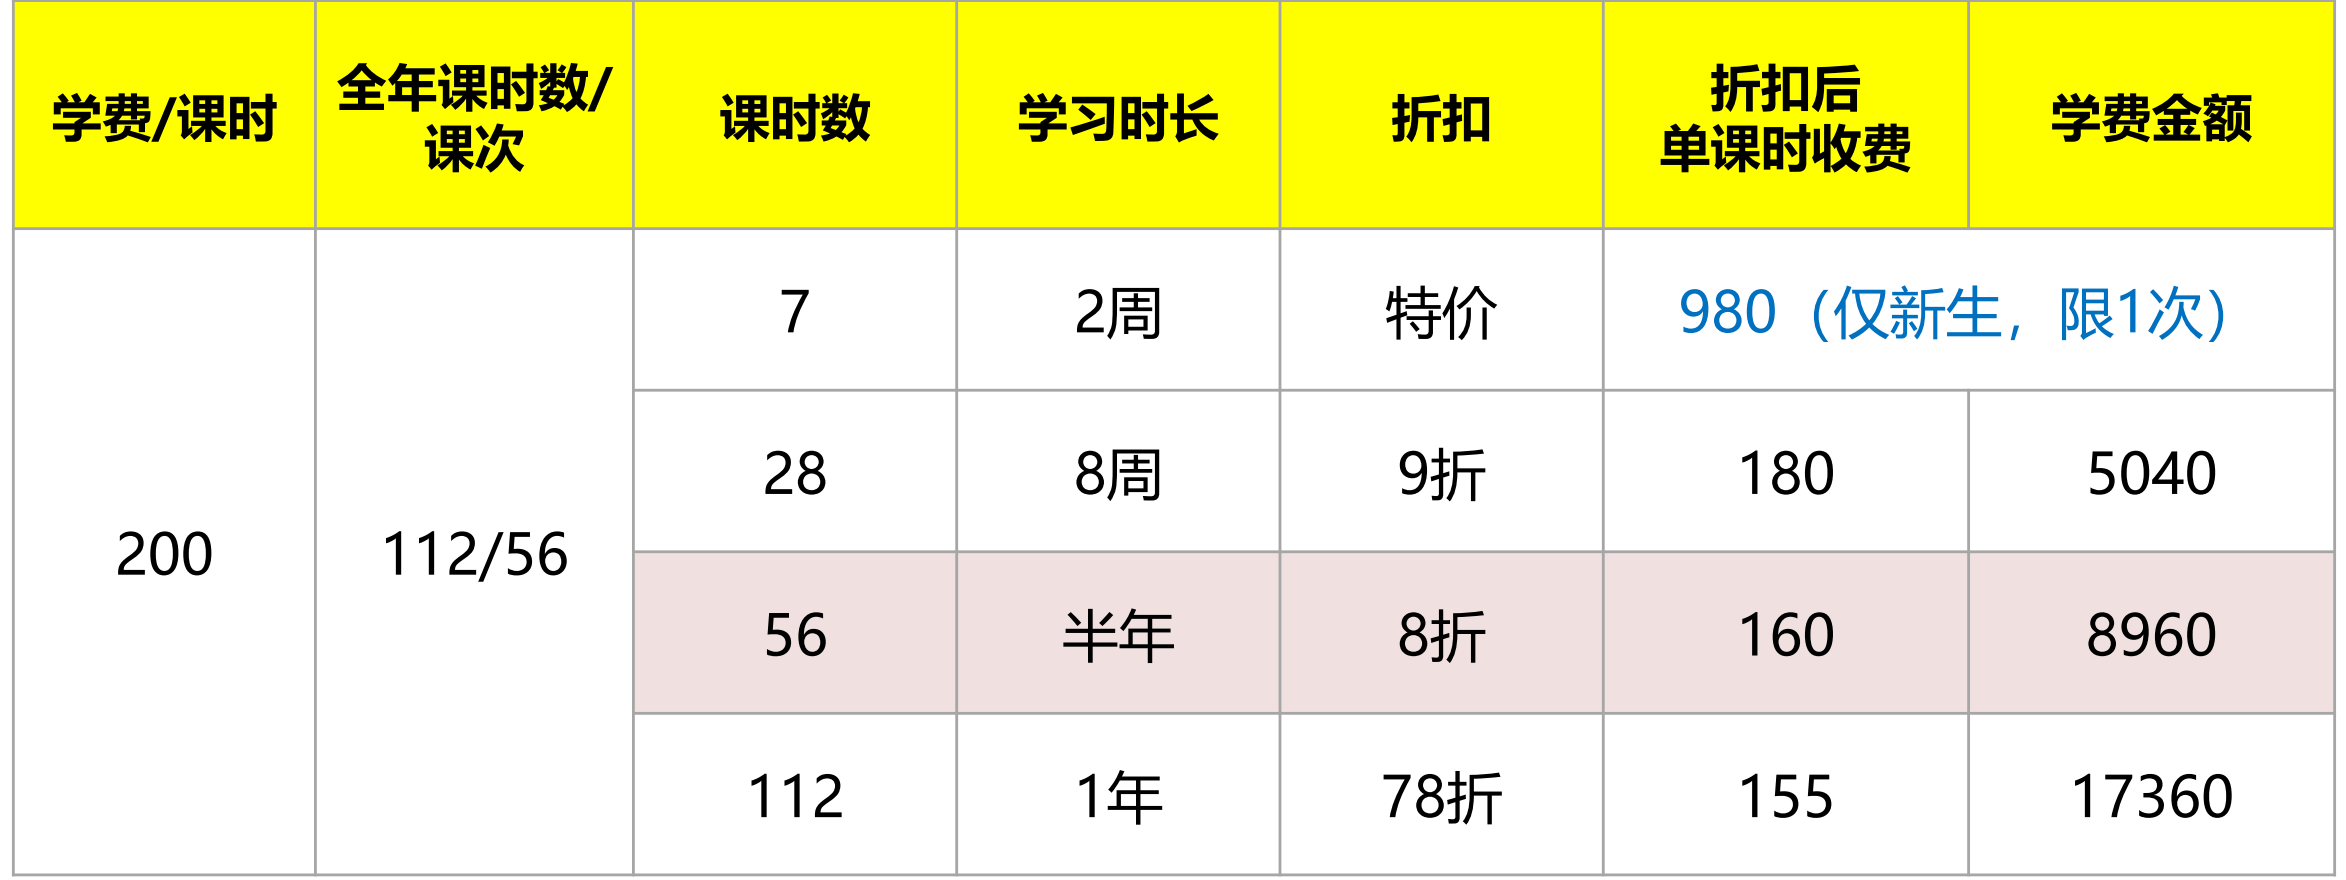 学费/课时
全年课时数/
课次
课时数
学习时长
折扣
折扣后
单课时收费
学费金额
200
112/56
7
2周
特价
980（仅新生，限1次）
28
8周
9折
180
5040
56
半年
8折
160
8960
112
1年
78折
155
17360